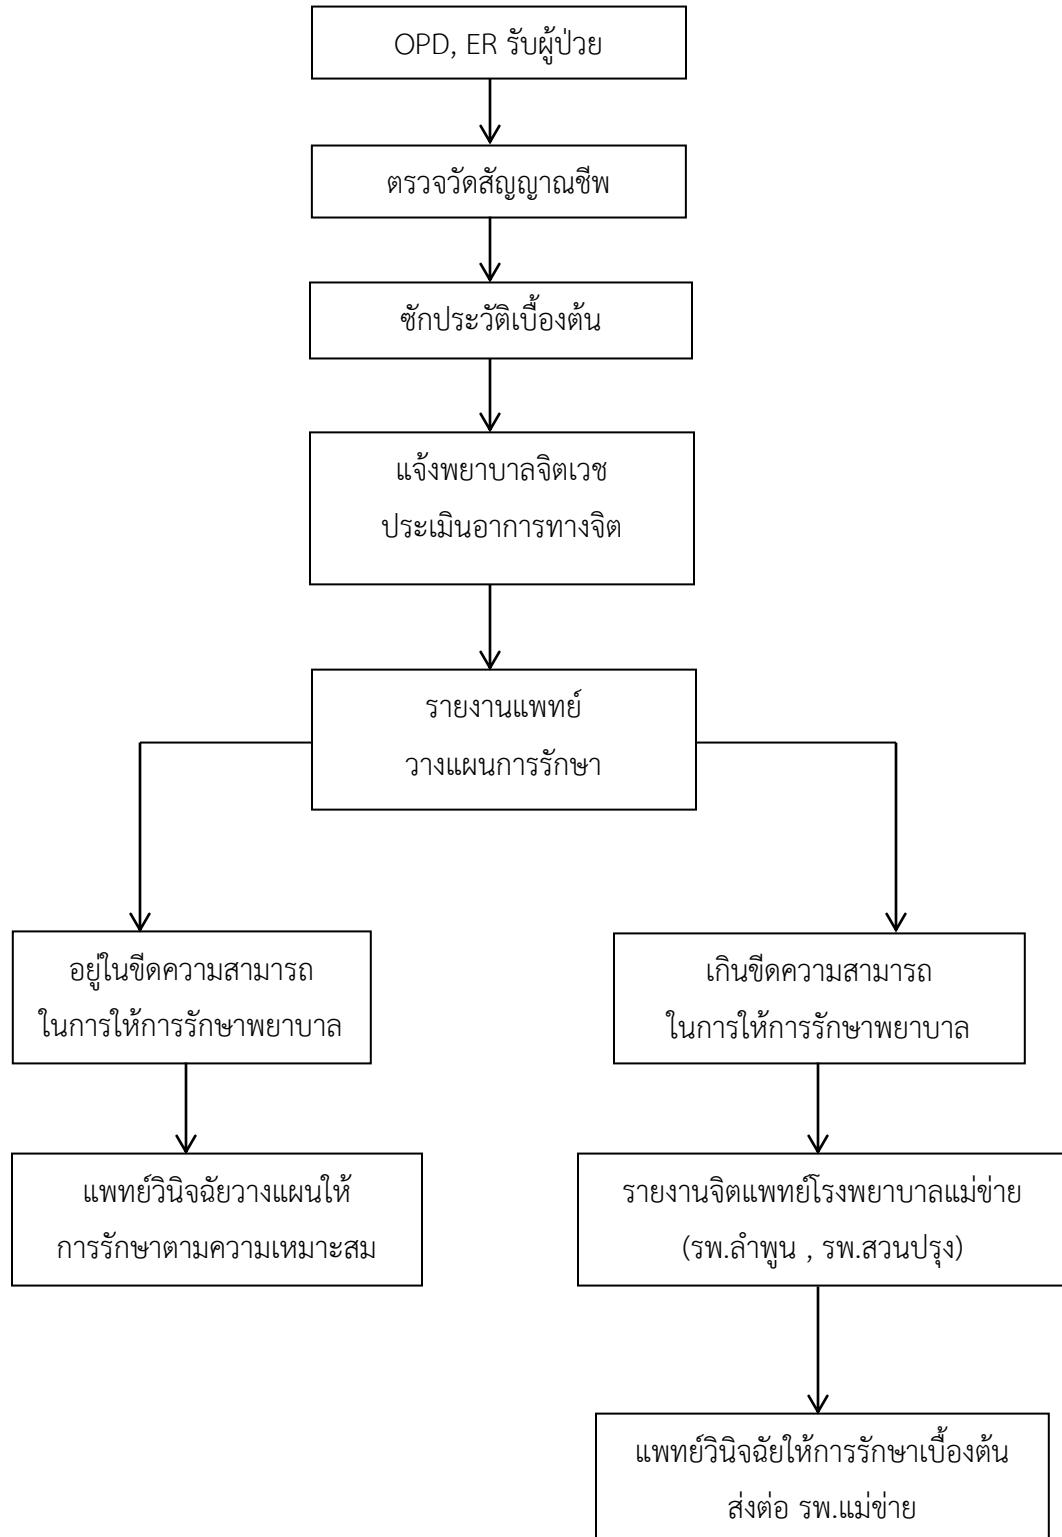 OPD, ER รับผู้ป่วย
ตรวจวัดสัญญาณชีพ
ซักประวัติเบื้องต้น
แจ้งพยาบาลจิตเวช
ประเมินอาการทางจิต
รายงานแพทย์
วางแผนการรักษา
อยู่ในขีดความสามารถ
ในการให้การรักษาพยาบาล
เกินขีดความสามารถ
ในการให้การรักษาพยาบาล
แพทย์วินิจฉัยวางแผนให้
การรักษาตามความเหมาะสม
รายงานจิตแพทย์โรงพยาบาลแม่ข่าย
(รพ.ลำพูน , รพ.สวนปรุง)
แพทย์วินิจฉัยให้การรักษาเบื้องต้น
ส่งต่อ รพ.แม่ข่าย